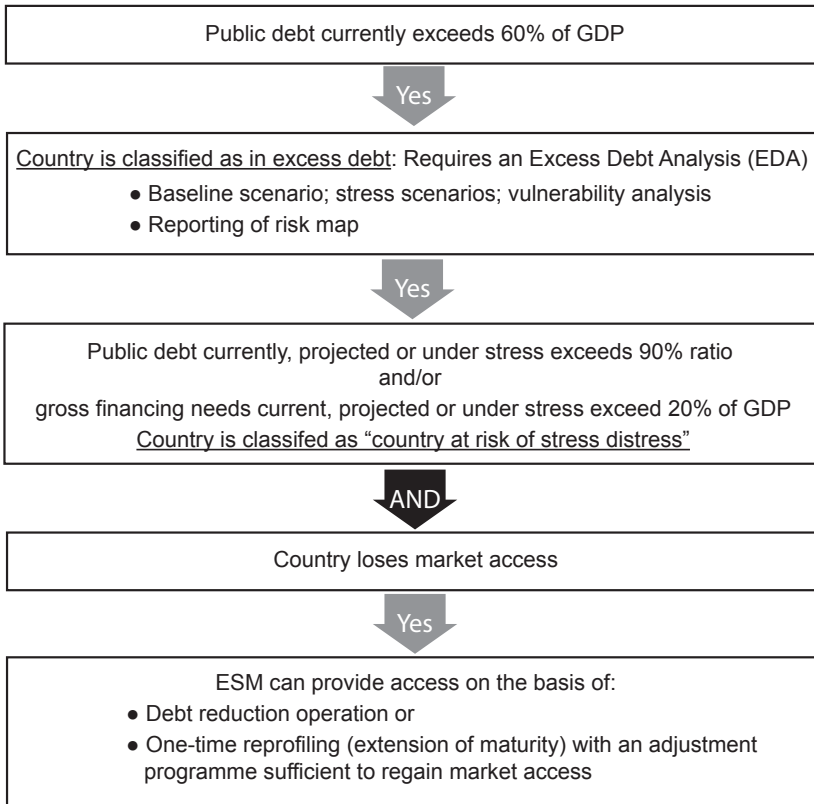 Public debt currently exceeds 60% of GDP
Yes
Country is classified as in excess debt: Requires an Excess Debt Analysis (EDA)
● Baseline scenario; stress scenarios; vulnerability analysis
● Reporting of risk map
Yes
Public debt currently, projected or under stress exceeds 90% ratio
and/or
gross financing needs current, projected or under stress exceed 20% of GDP
Country is classifed as “country at risk of stress distress”
AND
Country loses market access
Yes
ESM can provide access on the basis of:
● Debt reduction operation or
● One-time reprofiling (extension of maturity) with an adjustment
programme sufficient to regain market access